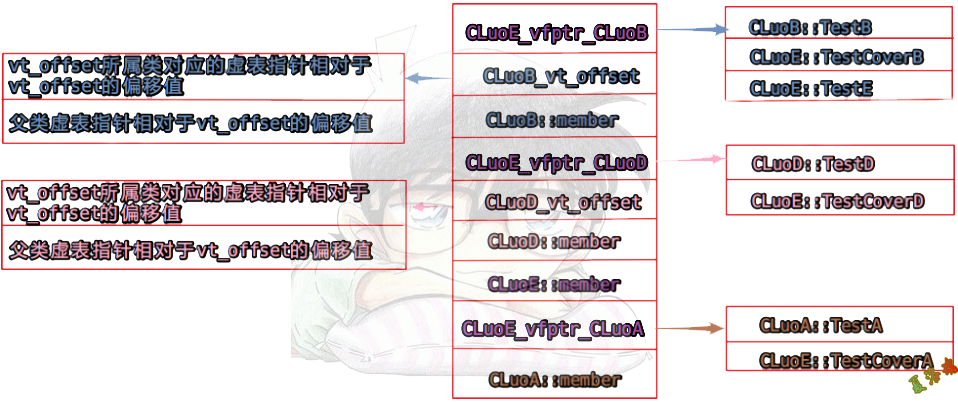 CLuoE_vfptr_CLuoB
CLuoB_vt_offset
CLuoB::member
CLuoE_vfptr_CLuoD
CLuoD_vt_offset
CLuoD::member
CLuoE::member
CLuoE_vfptr_CLuoA
CLuoA::member
vt_offset所属类对应的虚表指针相对于
vt_offset的偏移值
父类虚表指针相对于vt_offset的偏移值
vt_offset所属类对应的虚表指针相对于
vt_offset的偏移值
父类虚表指针相对于vt_offset的偏移值
CLuoB::TestB
CLuoE::TestCoverB
CLuoE::TestE
CLuoD::TestD
CLuoE::TestCoverD
CLuoA::TestA
CLuoE::TestCoverA